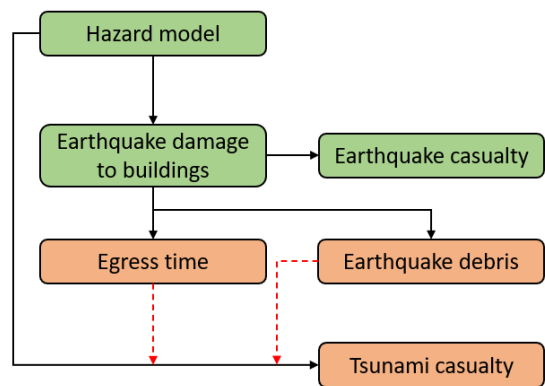 Hazard model
Earthquake damage
to buildings
Earthquake casualty
Egress time
Earthquake debris
Tsunami casualty